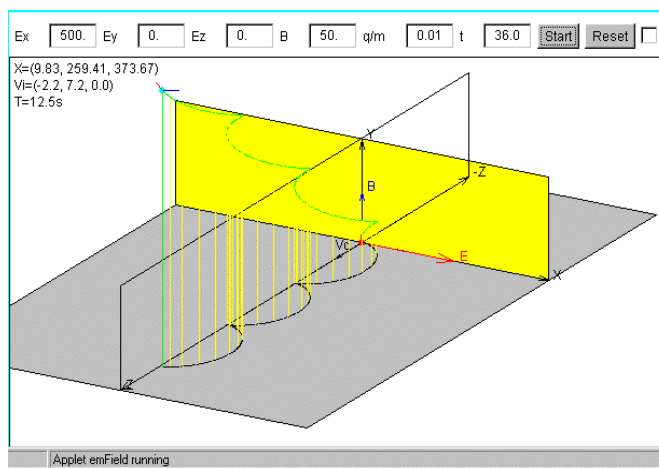 Ex 500. Ey 0. Ez 0. B 50. q/m 0.01 t 36.0 Start Reset
X=(9.83, 259.41, 373.67)
Vi=(-2.2, 7.2, 0.0)
T=12.5s
Y
-Z
B
Vc
E
X
Z
Applet emField running